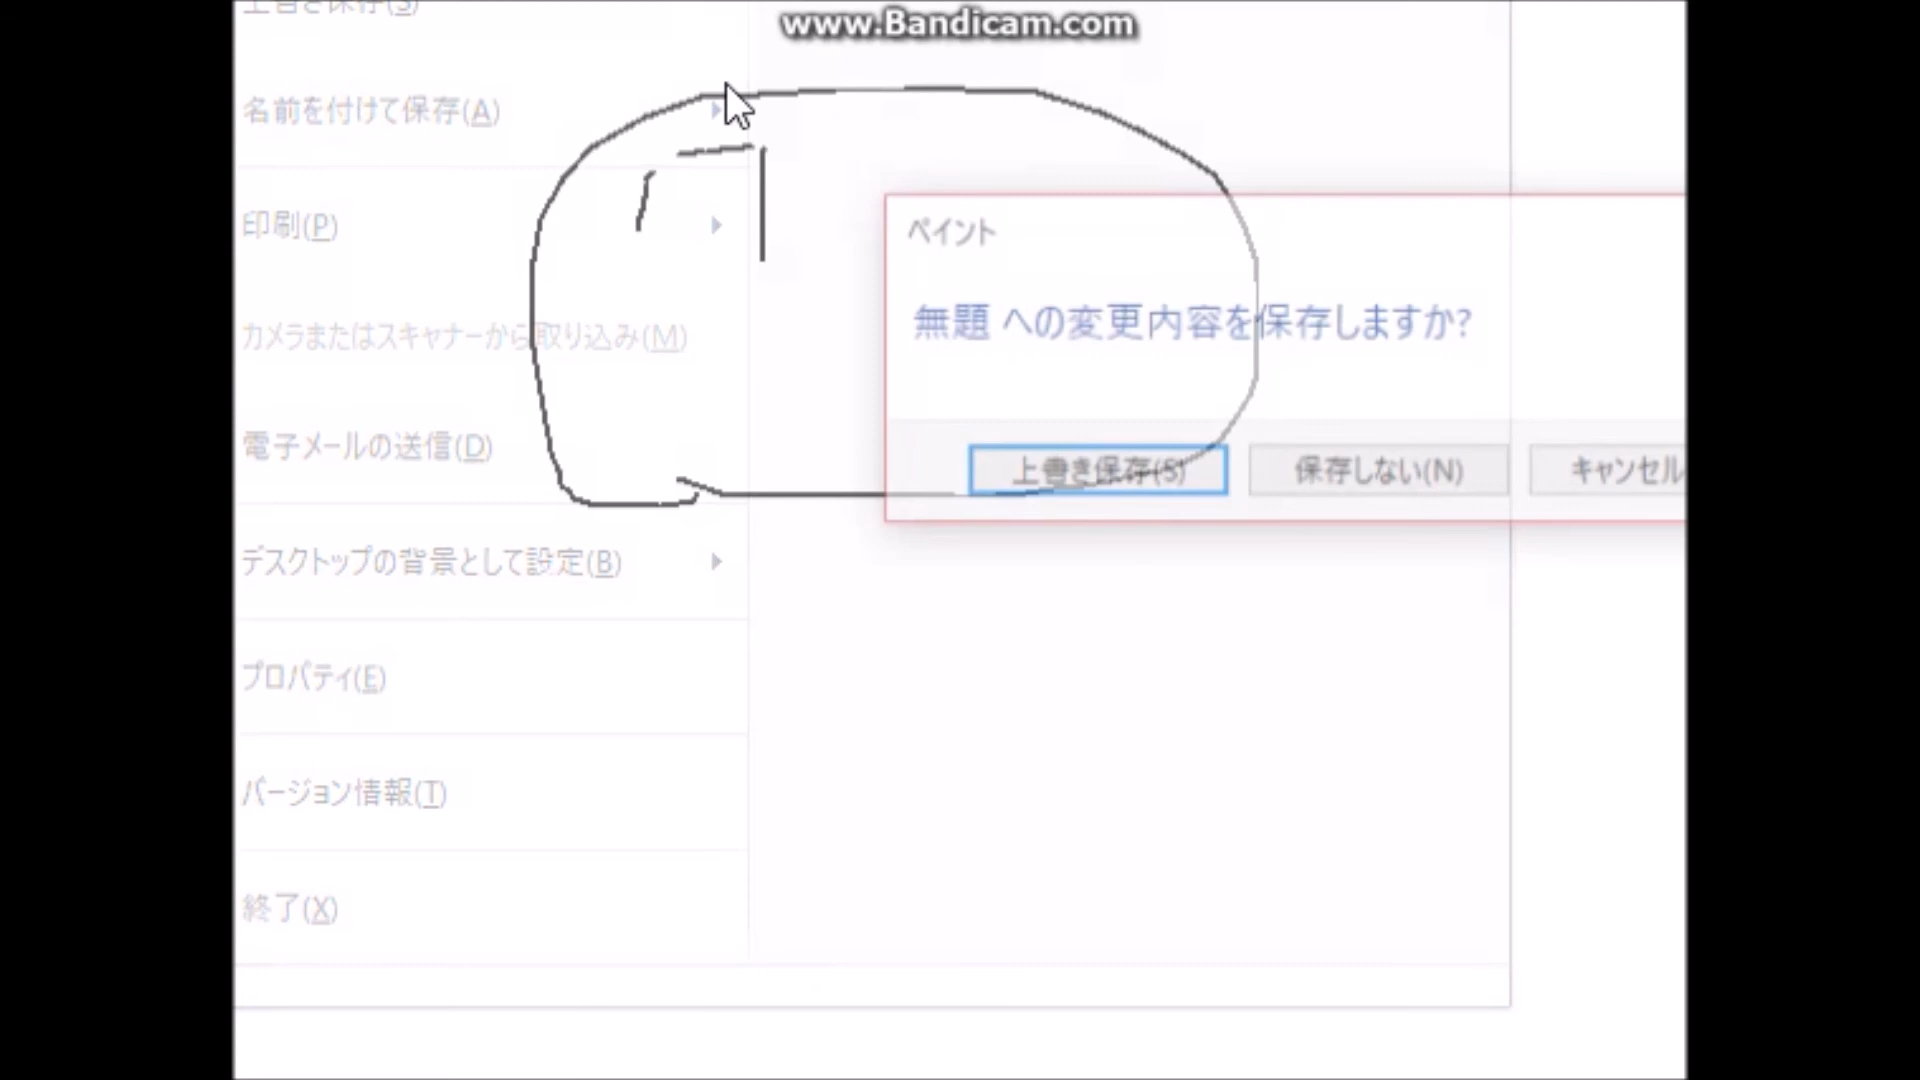 www.Bandicam.com
上書き保存(S)
名前を付けて保存(A)
印刷(P)
カメラまたはスキャナーから取り込み(M)
電子メールの送信(D)
デスクトップの背景として設定(B)
プロパティ(E)
バージョン情報(T)
終了(X)
ペイント
無題 への変更内容を保存しますか?
上書き保存(S)
保存しない(N)
キャンセル